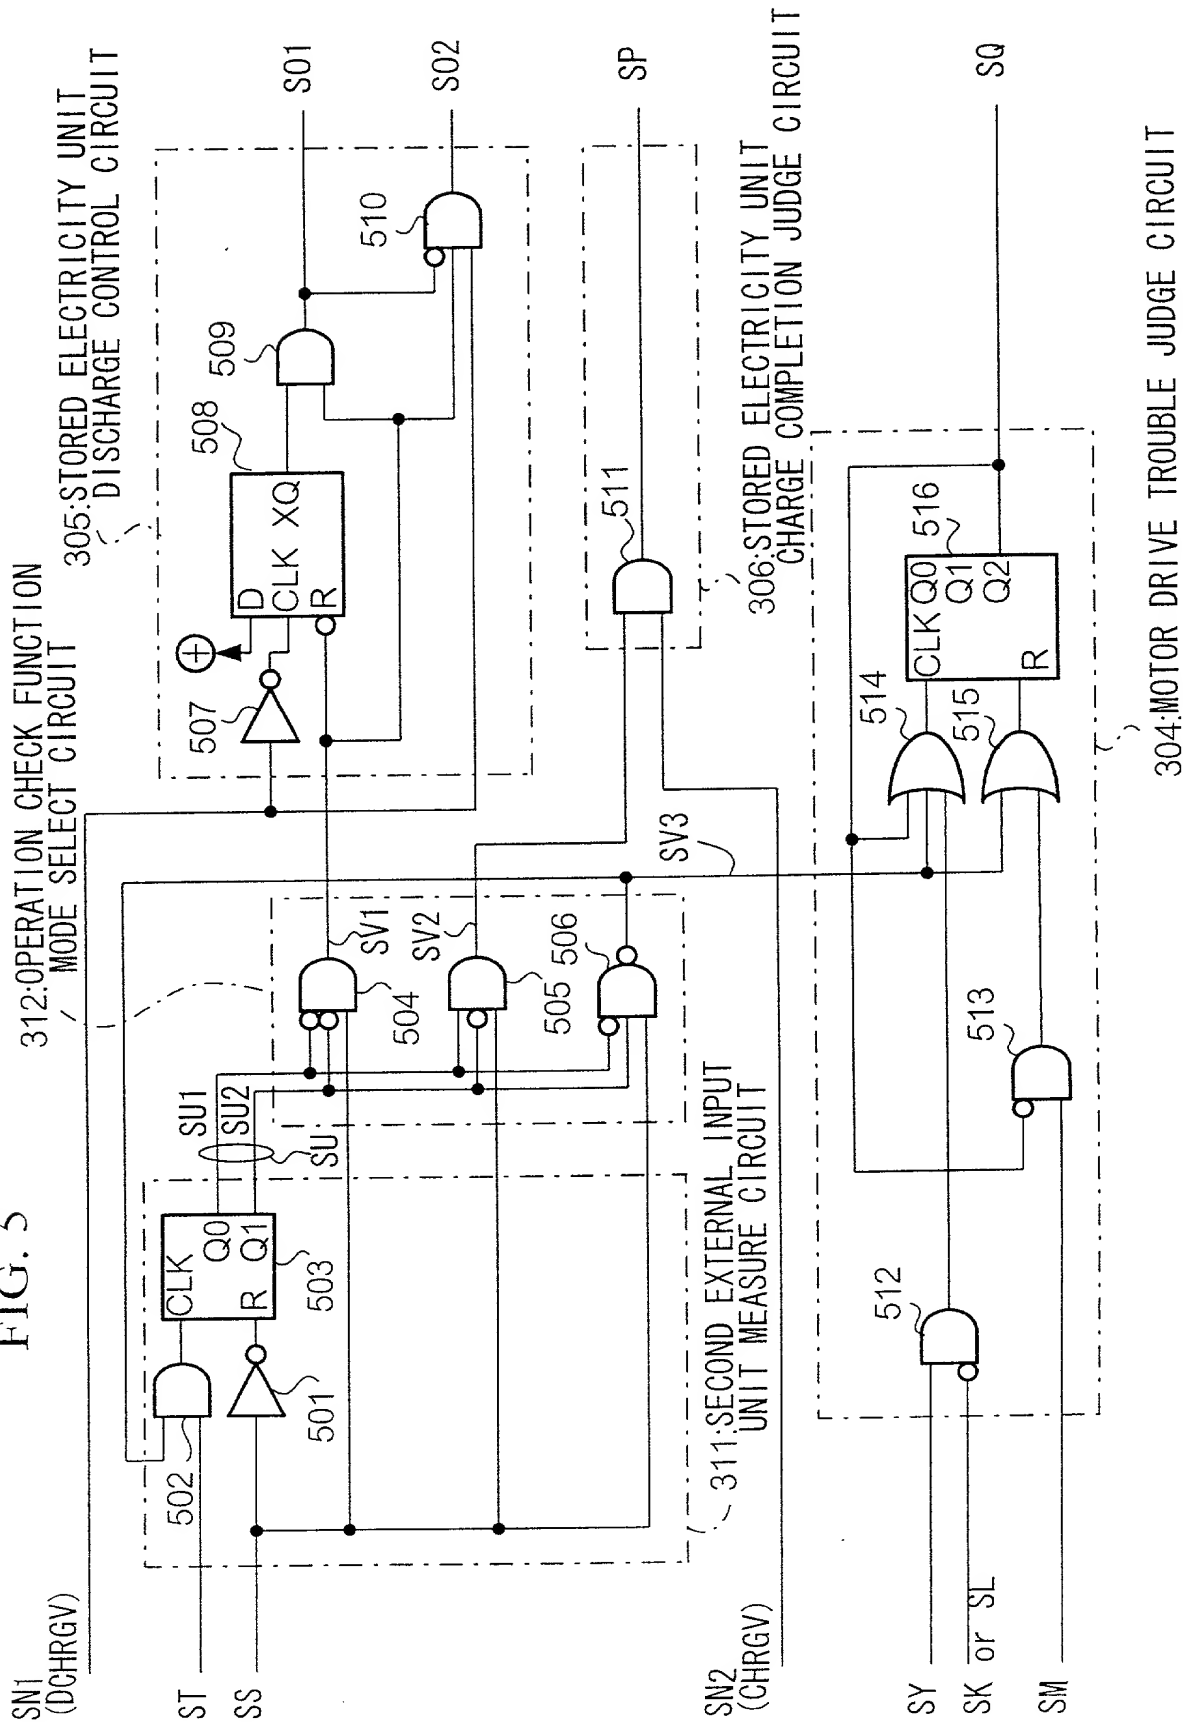 FIG. 5
312:OPERATION CHECK FUNCTION
MODE SELECT CIRCUIT
305:STORED ELECTRICITY UNIT
DISCHARGE CONTROL CIRCUIT
SN1
(DCHRGV)
ST
SS
502
501
CLK
R
Q0
Q1
503
SU1
SU2
SU
504
505
506
SV1
SV2
SV3
507
D
CLK
R
XQ
508
509
510
SO1
SO2
311:SECOND EXTERNAL INPUT
UNIT MEASURE CIRCUIT
511
SP
306:STORED ELECTRICITY UNIT
CHARGE COMPLETION JUDGE CIRCUIT
SN2
(CHRGV)
SY
SK or SL
SM
512
513
514
515
CLK
R
Q0
Q1
Q2
516
SQ
304:MOTOR DRIVE TROUBLE JUDGE CIRCUIT